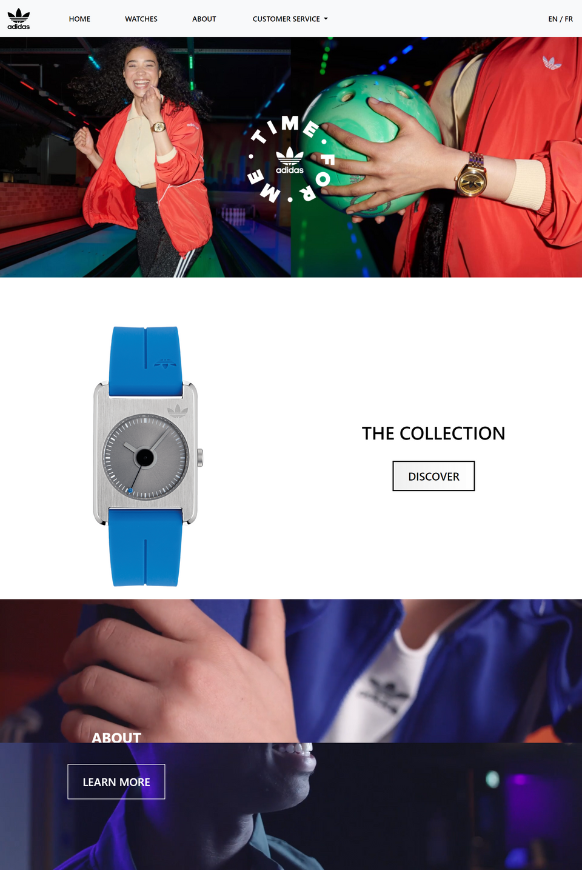 adidas
HOME
WATCHES
ABOUT
CUSTOMER SERVICE
EN / FR
· TIME · FOR · ME
adidas
THE COLLECTION
DISCOVER
ABOUT
LEARN MORE